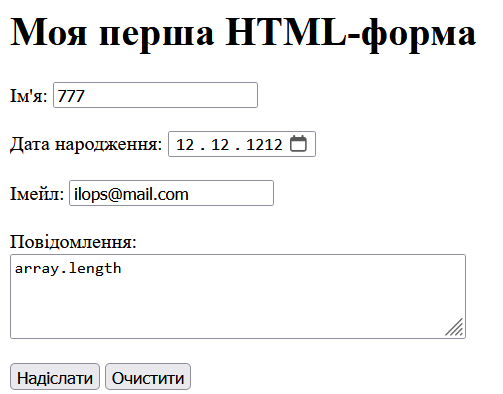 Моя перша HTML-форма
Ім'я: 777
Дата народження: 12 . 12 . 1212
Імейл: ilops@mail.com
Повідомлення:
array.length
Надіслати Очистити